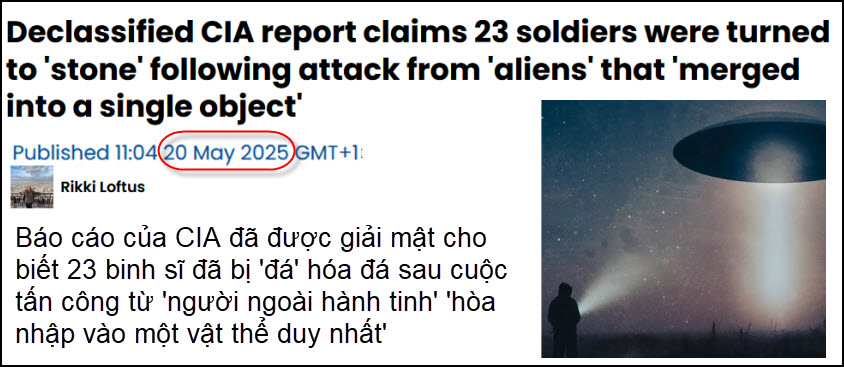 Declassified CIA report claims 23 soldiers were turned
to 'stone' following attack from 'aliens' that 'merged
into a single object'
Published 11:04 20 May 2025 GMT+1
Rikki Loftus
Báo cáo của CIA đã được giải mật cho
biết 23 binh sĩ đã bị 'đá' hóa đá sau cuộc
tấn công từ 'người ngoài hành tinh' 'hòa
nhập vào một vật thể duy nhất'